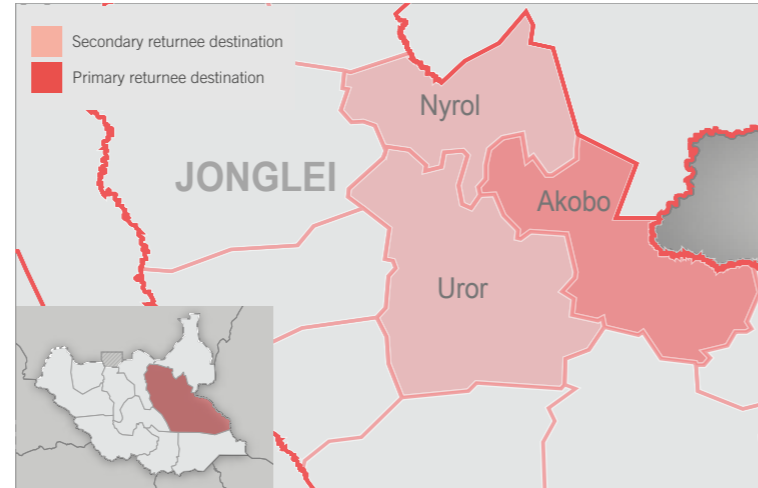 Secondary returnee destination
Primary returnee destination
Nyrol
JONGLEI
Akobo
Uror